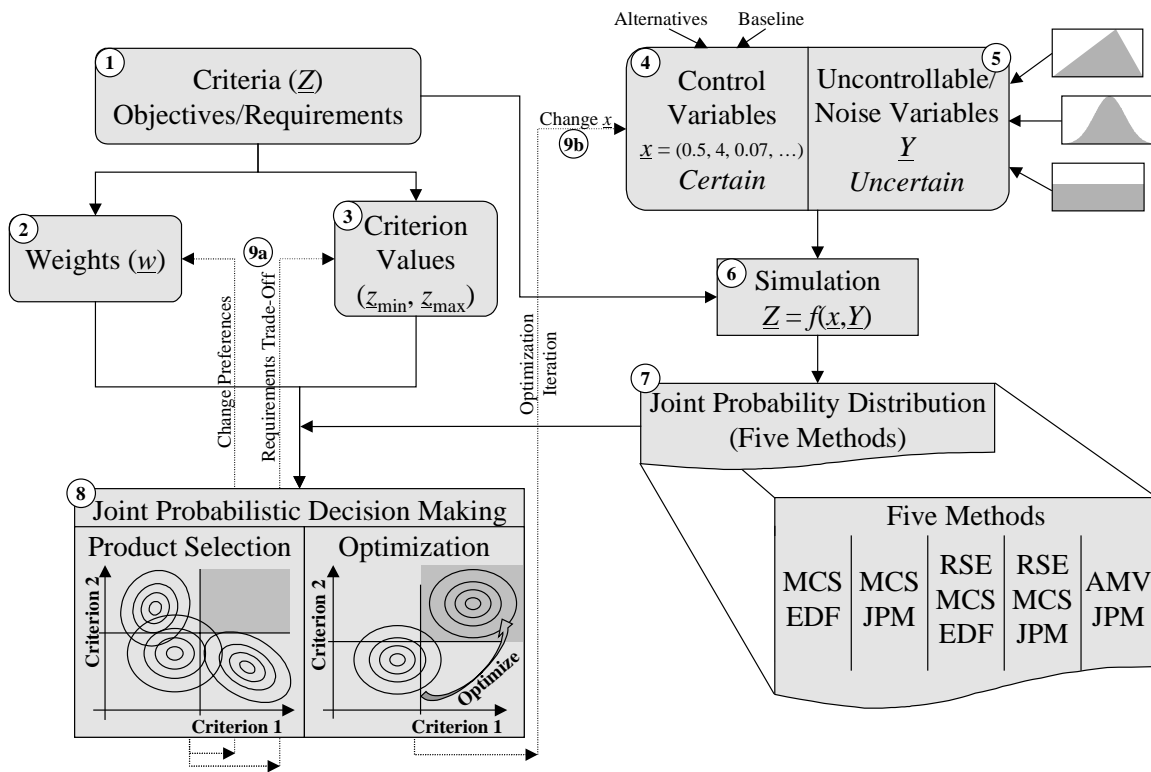 Alternatives
Baseline
1
Criteria (Z)
Objectives/Requirements
4
Control
Variables
x = (0.5, 4, 0.07, …)
Certain
5
Uncontrollable/
Noise Variables
Y
Uncertain
Change x
9b
2
Weights (w)
9a
3
Criterion
Values
(zmin, zmax)
6
Simulation
Z = f(x,Y)
Change Preferences
Requirements Trade-Off
Optimization
Iteration
7
Joint Probability Distribution
(Five Methods)
8
Joint Probabilistic Decision Making
Product Selection
Criterion 2
Criterion 1
Optimization
Criterion 2
Optimize
Criterion 1
Five Methods
MCS
EDF
MCS
JPM
RSE
MCS
EDF
RSE
MCS
JPM
AMV
JPM